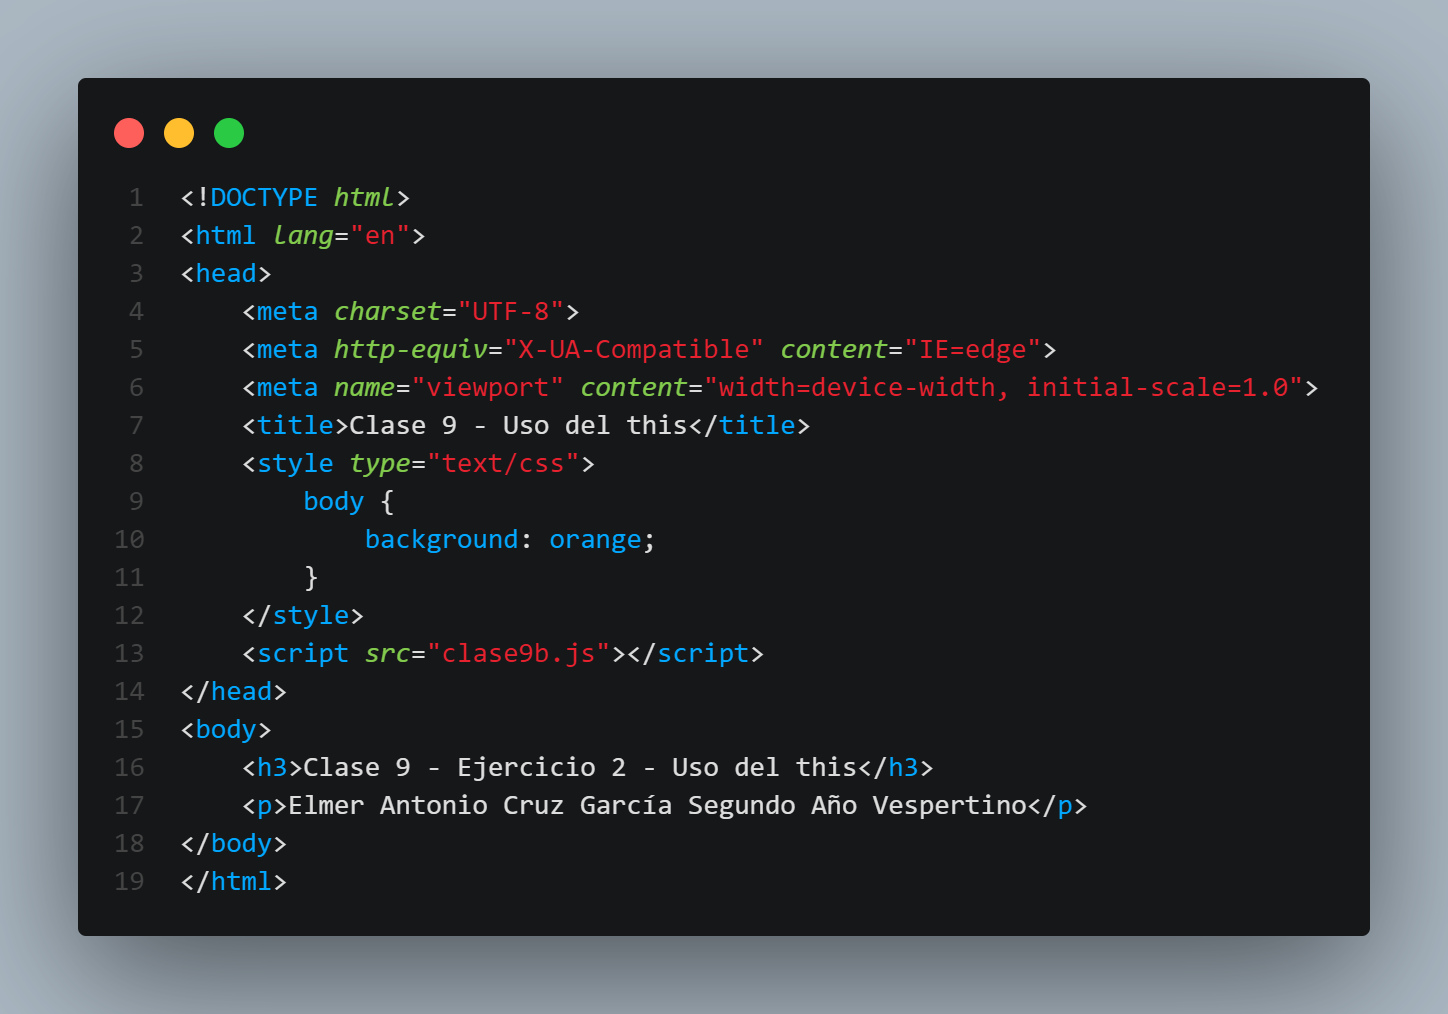 1 <!DOCTYPE html>
2 <html lang="en">
3 <head>
4     <meta charset="UTF-8">
5     <meta http-equiv="X-UA-Compatible" content="IE=edge">
6     <meta name="viewport" content="width=device-width, initial-scale=1.0">
7     <title>Clase 9 - Uso del this</title>
8     <style type="text/css">
9         body {
10             background: orange;
11         }
12     </style>
13     <script src="clase9b.js"></script>
14 </head>
15 <body>
16     <h3>Clase 9 - Ejercicio 2 - Uso del this</h3>
17     <p>Elmer Antonio Cruz García Segundo Año Vespertino</p>
18 </body>
19 </html>